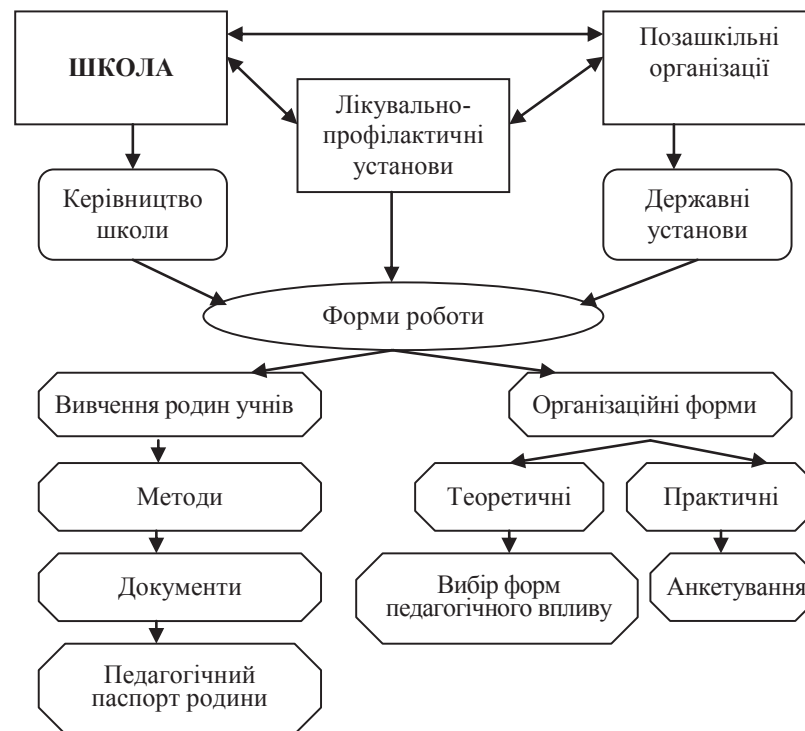 ШКОЛА
Позашкільні
організації
Лікувально-
профілактичні
установи
Керівництво
школи
Державні
установи
Форми роботи
Вивчення родин учнів
Організаційні форми
Методи
Теоретичні
Практичні
Документи
Вибір форм
педагогічного впливу
Анкетування
Педагогічний
паспорт родини